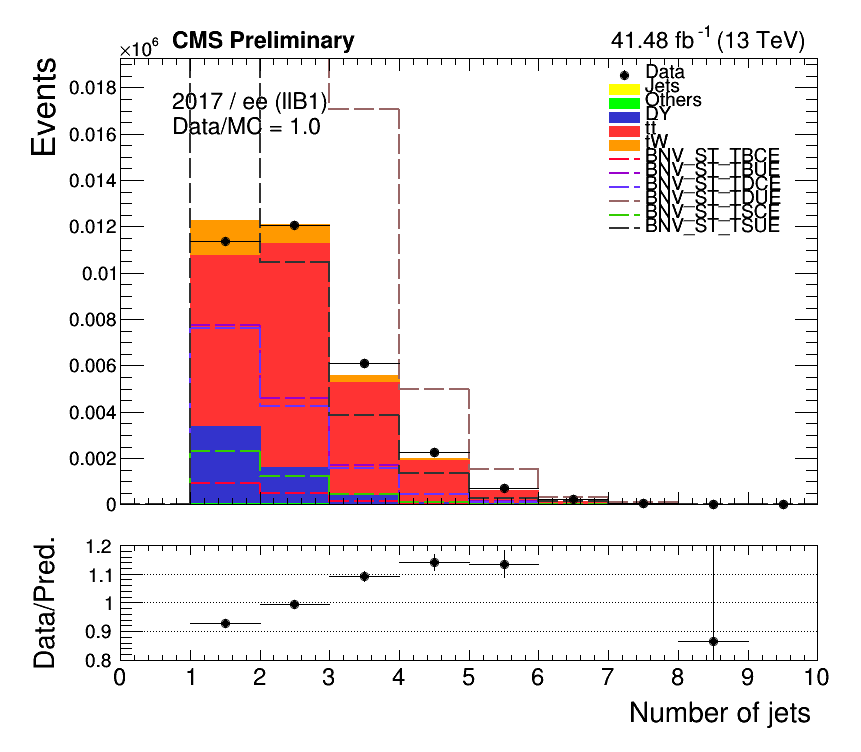 ×10⁶ CMS Preliminary 41.48 fb⁻¹ (13 TeV)
Events
2017 / ee (IIB1)
Data/MC = 1.0
Data
Jets
Others
DY
tt
tW
BNV_ST_TBCE
BNV_ST_TBUE
BNV_ST_TDCE
BNV_ST_TDUE
BNV_ST_TSCE
BNV_ST_TSUE
0.018
0.016
0.014
0.012
0.01
0.008
0.006
0.004
0.002
0
Data/Pred.
1.2
1.1
1
0.9
0.8
0 1 2 3 4 5 6 7 8 9 10
Number of jets